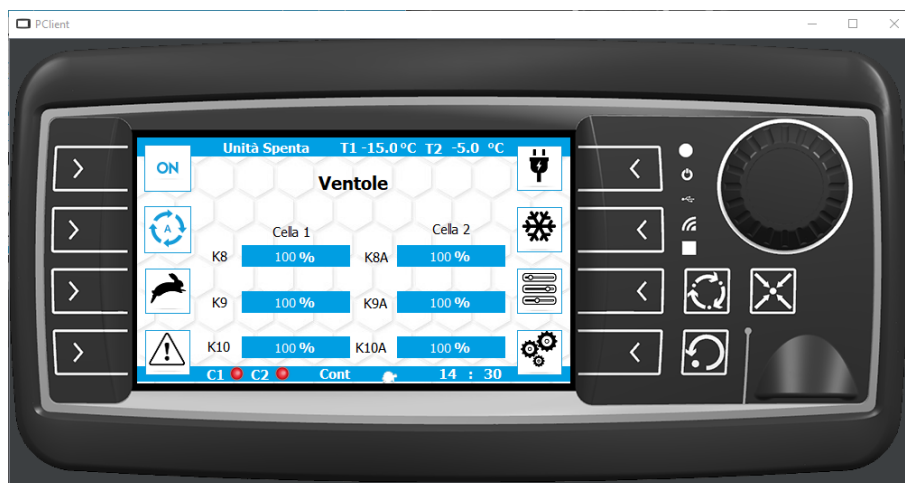 PClient
Unità Spenta T1 -15.0 °C T2 -5.0 °C
ON
Ventole
A
Cella 1 Cella 2
K8 100 % K8A 100 %
K9 100 % K9A 100 %
K10 100 % K10A 100 %
C1 C2 Cont 14 : 30